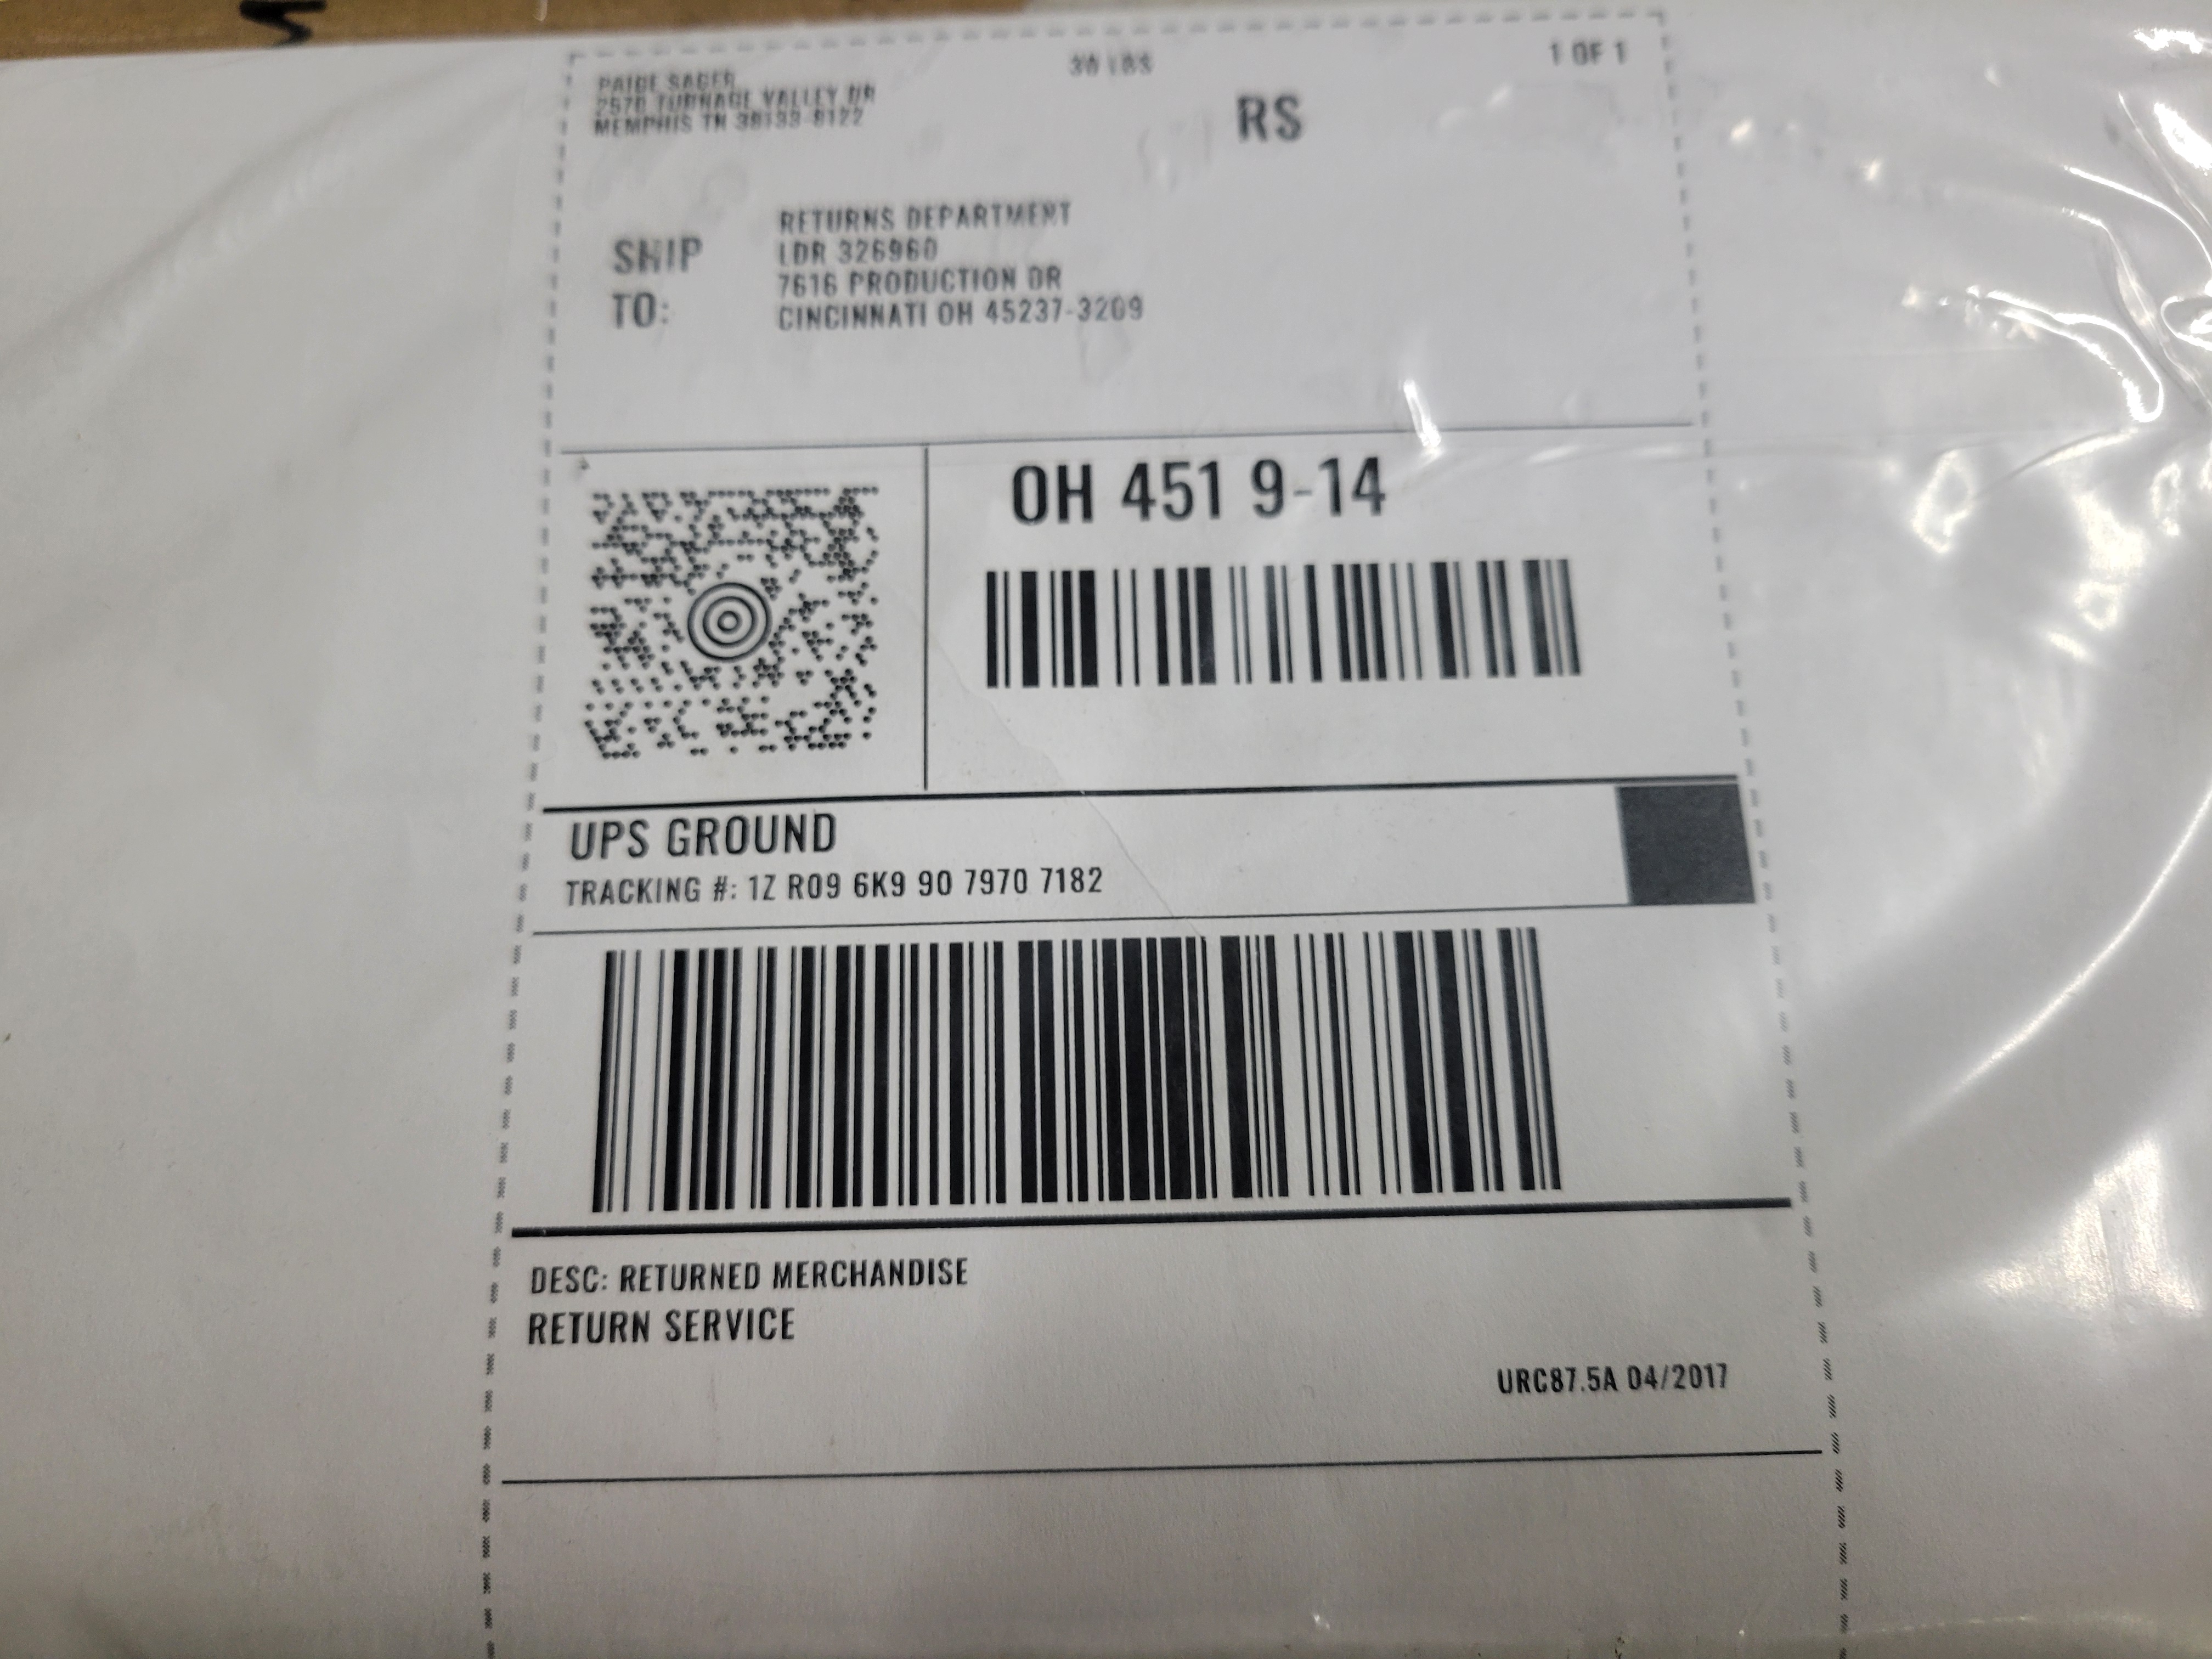 PAIGE SAGER
2570 TURNAGE VALLEY DR
MEMPHIS TN 38133-8122
LBS
1 OF 1
RS
SHIP TO:
RETURNS DEPARTMENT
LDR 326960
7616 PRODUCTION DR
CINCINNATI OH 45237-3209
OH 451 9-14
UPS GROUND
TRACKING #: 1Z R09 6K9 90 7970 7182
DESC: RETURNED MERCHANDISE
RETURN SERVICE
URC87.5A 04/2017